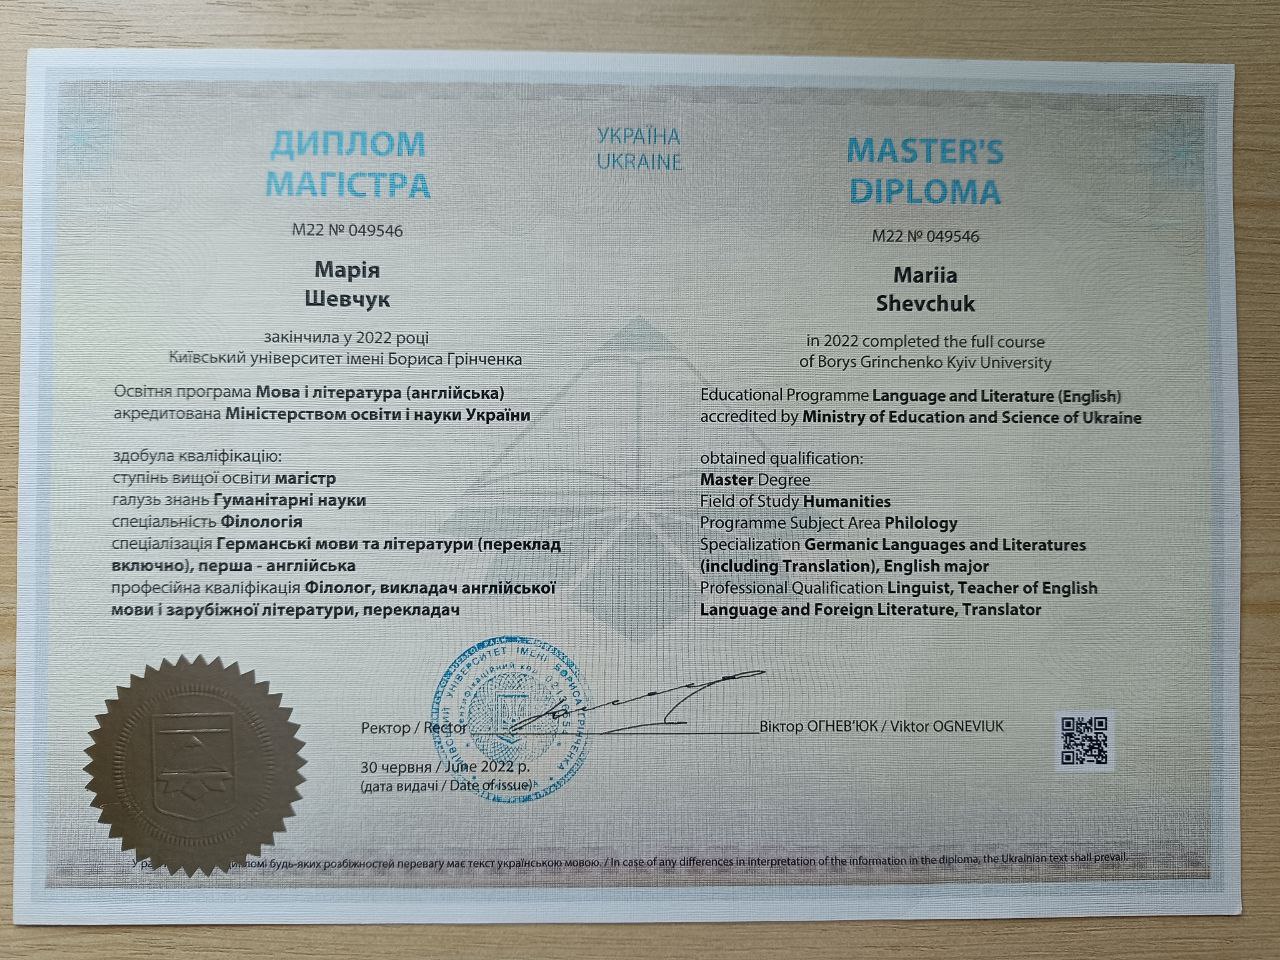 ДИПЛОМ
МАГІСТРА
М22 № 049546
Марія
Шевчук
закінчила у 2022 році
Київський університет імені Бориса Грінченка
Освітня програма Мова і література (англійська)
акредитована Міністерством освіти і науки України
здобула кваліфікацію:
ступінь вищої освіти магістр
галузь знань Гуманітарні науки
спеціальність Філологія
спеціалізація Германські мови та літератури (переклад
включно), перша - англійська
професійна кваліфікація Філолог, викладач англійської
мови і зарубіжної літератури, перекладач
УКРАЇНА
UKRAINE
MASTER'S
DIPLOMA
М22 № 049546
Mariia
Shevchuk
in 2022 completed the full course
of Borys Grinchenko Kyiv University
Educational Programme Language and Literature (English)
accredited by Ministry of Education and Science of Ukraine
obtained qualification:
Master Degree
Field of Study Humanities
Programme Subject Area Philology
Specialization Germanic Languages and Literatures
(including Translation), English major
Professional Qualification Linguist, Teacher of English
Language and Foreign Literature, Translator
Ректор / Rector
Віктор ОГНЕВ'ЮК / Viktor OGNEVIUK
30 червня / June 2022 р.
(дата видачі / Date of issue)
УНІВЕРСИТЕТ ІМЕНІ БОРИСА ГРІНЧЕНКА
будь-яких розбіжностей перевагу має текст українською мовою. / In case of any differences in interpretation of the information in the diploma, the Ukrainian text shall prevail.